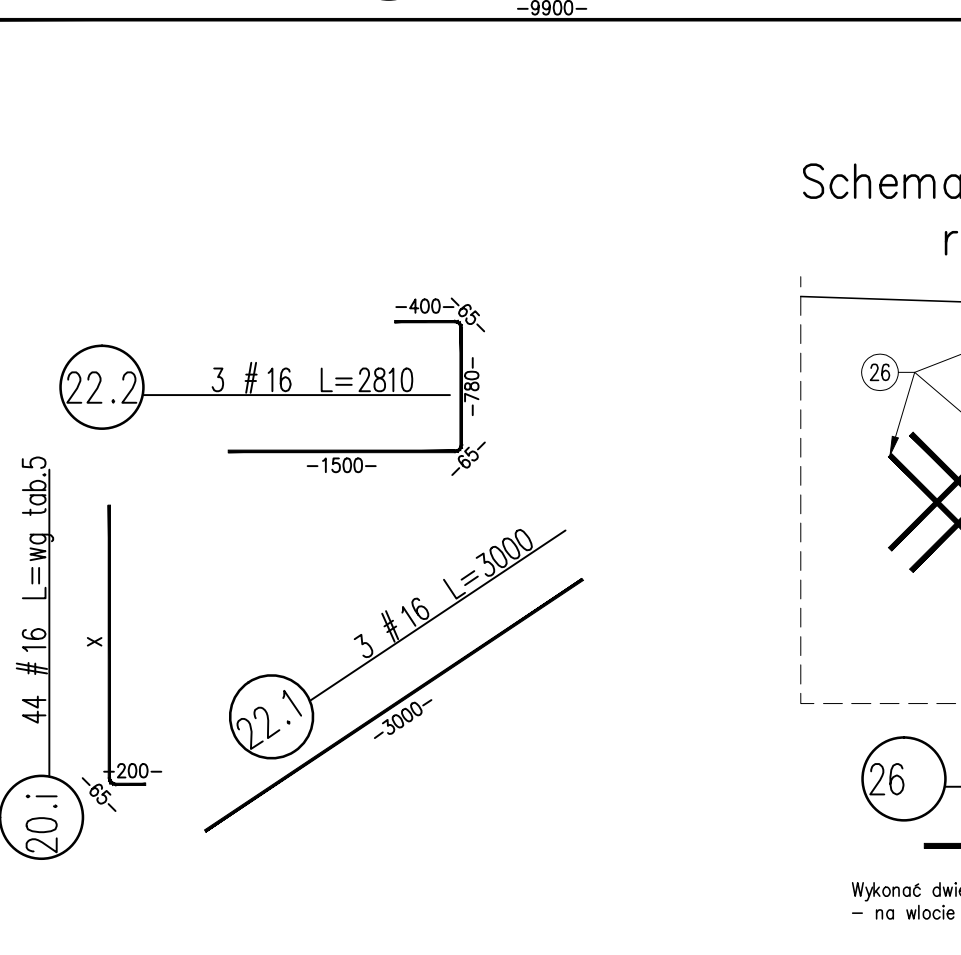 -9900-
Schema
r
-400-
-65-
22.2
3 #16 L=2810
-780-
26
-1500-
-65-
44 #16 L=wg tab.5
3 #16 L=3000
x
22.1
-3000-
-200-
-65-
26
20.i
Wykonać dwie
- na wlocie